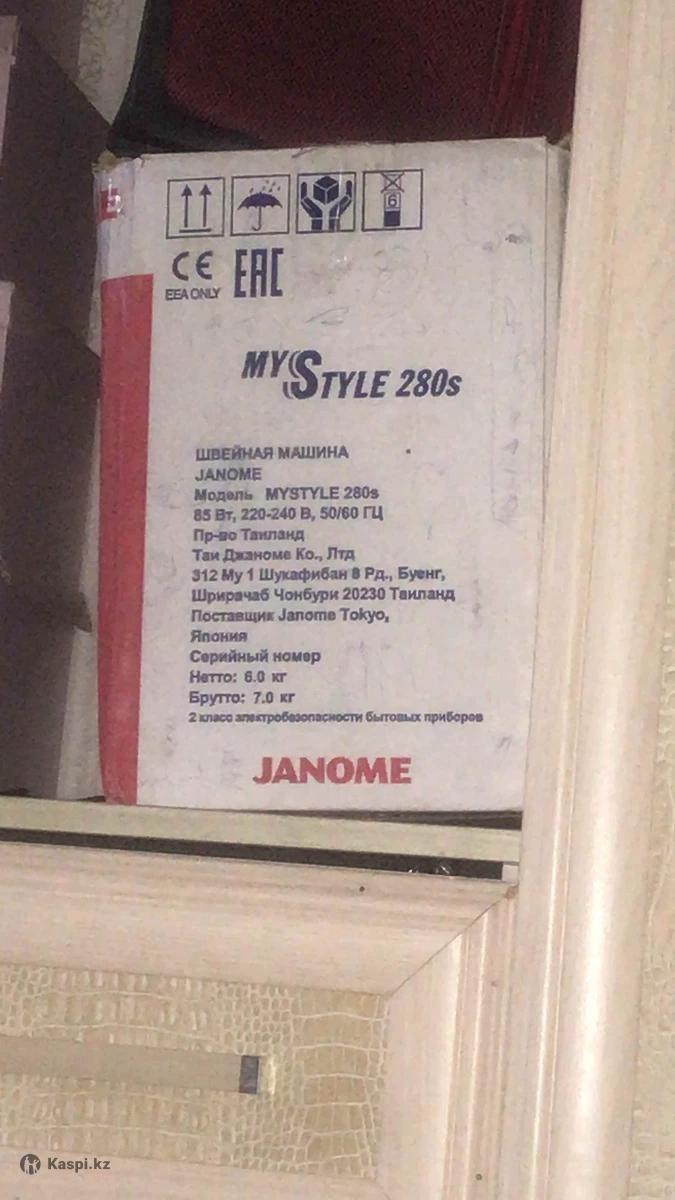 6
CE
EEA ONLY
EAC
MY STYLE 280s
ШВЕЙНАЯ МАШИНА
JANOME
Модель MYSTYLE 280s
85 Вт, 220-240 В, 50/60 ГЦ
Пр-во Таиланд
Таи Джаноме Ко., Лтд
312 Му 1 Шукафибан 8 Рд., Буенг,
Шрирачаб Чонбури 20230 Таиланд
Поставщик Janome Tokyo,
Япония
Серийный номер
Нетто: 6.0 кг
Брутто: 7.0 кг
2 класс электробезопасности бытовых приборов
JANOME
Kaspi.kz